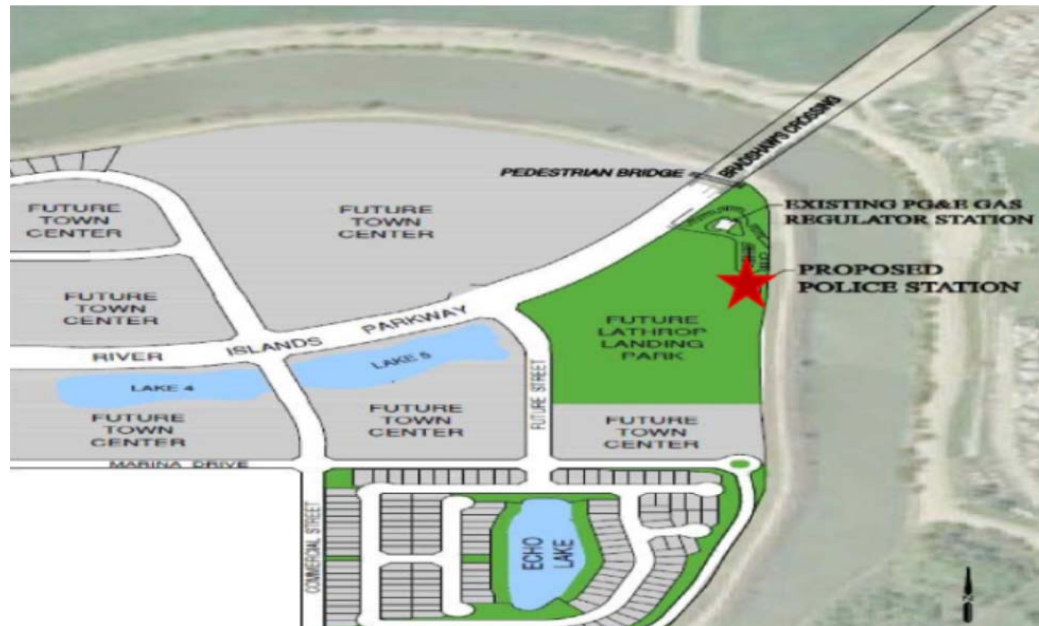 BRADSHAW'S CROSSING
PEDESTRIAN BRIDGE
EXISTING PG&E GAS
REGULATOR STATION
PROPOSED
POLICE STATION
FUTURE
TOWN
CENTER
FUTURE
TOWN
CENTER
FUTURE
TOWN
CENTER
FUTURE
LATHROP
LANDING
PARK
RIVER ISLANDS PARKWAY
LAKE 4
LAKE 5
FUTURE
TOWN
CENTER
FUTURE
TOWN
CENTER
FUTURE STREET
FUTURE
TOWN
CENTER
MARINA DRIVE
COMMERCIAL STREET
ECHO
LAKE